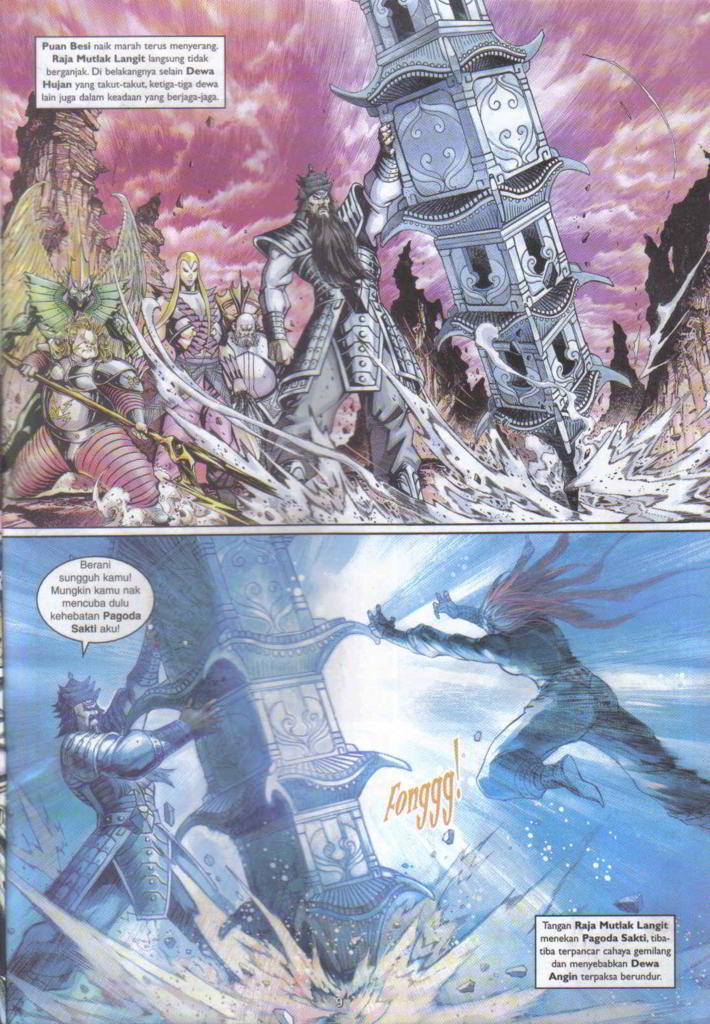 Puan Besi naik marah terus menyerang.
Raja Mutlak Langit langsung tidak
berganjak. Di belakangnya selain Dewa
Hujan yang takut-takut, ketiga-tiga dewa
lain juga dalam keadaan yang berjaga-jaga.
Berani
sungguh kamu!
Mungkin kamu nak
mencuba dulu
kehebatan Pagoda
Sakti aku!
Fonggg!
Tangan Raja Mutlak Langit
menekan Pagoda Sakti, tiba-
tiba terpancar cahaya gemilang
dan menyebabkan Dewa
Angin terpaksa berundur.
9